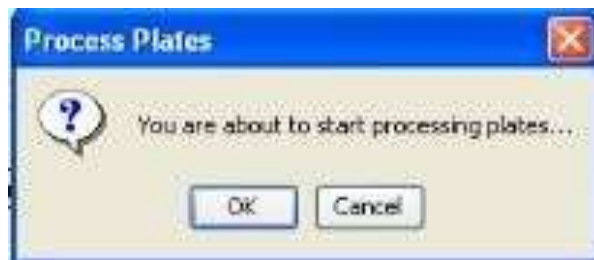 Process Plates
You are about to start processing plates...
OK
Cancel